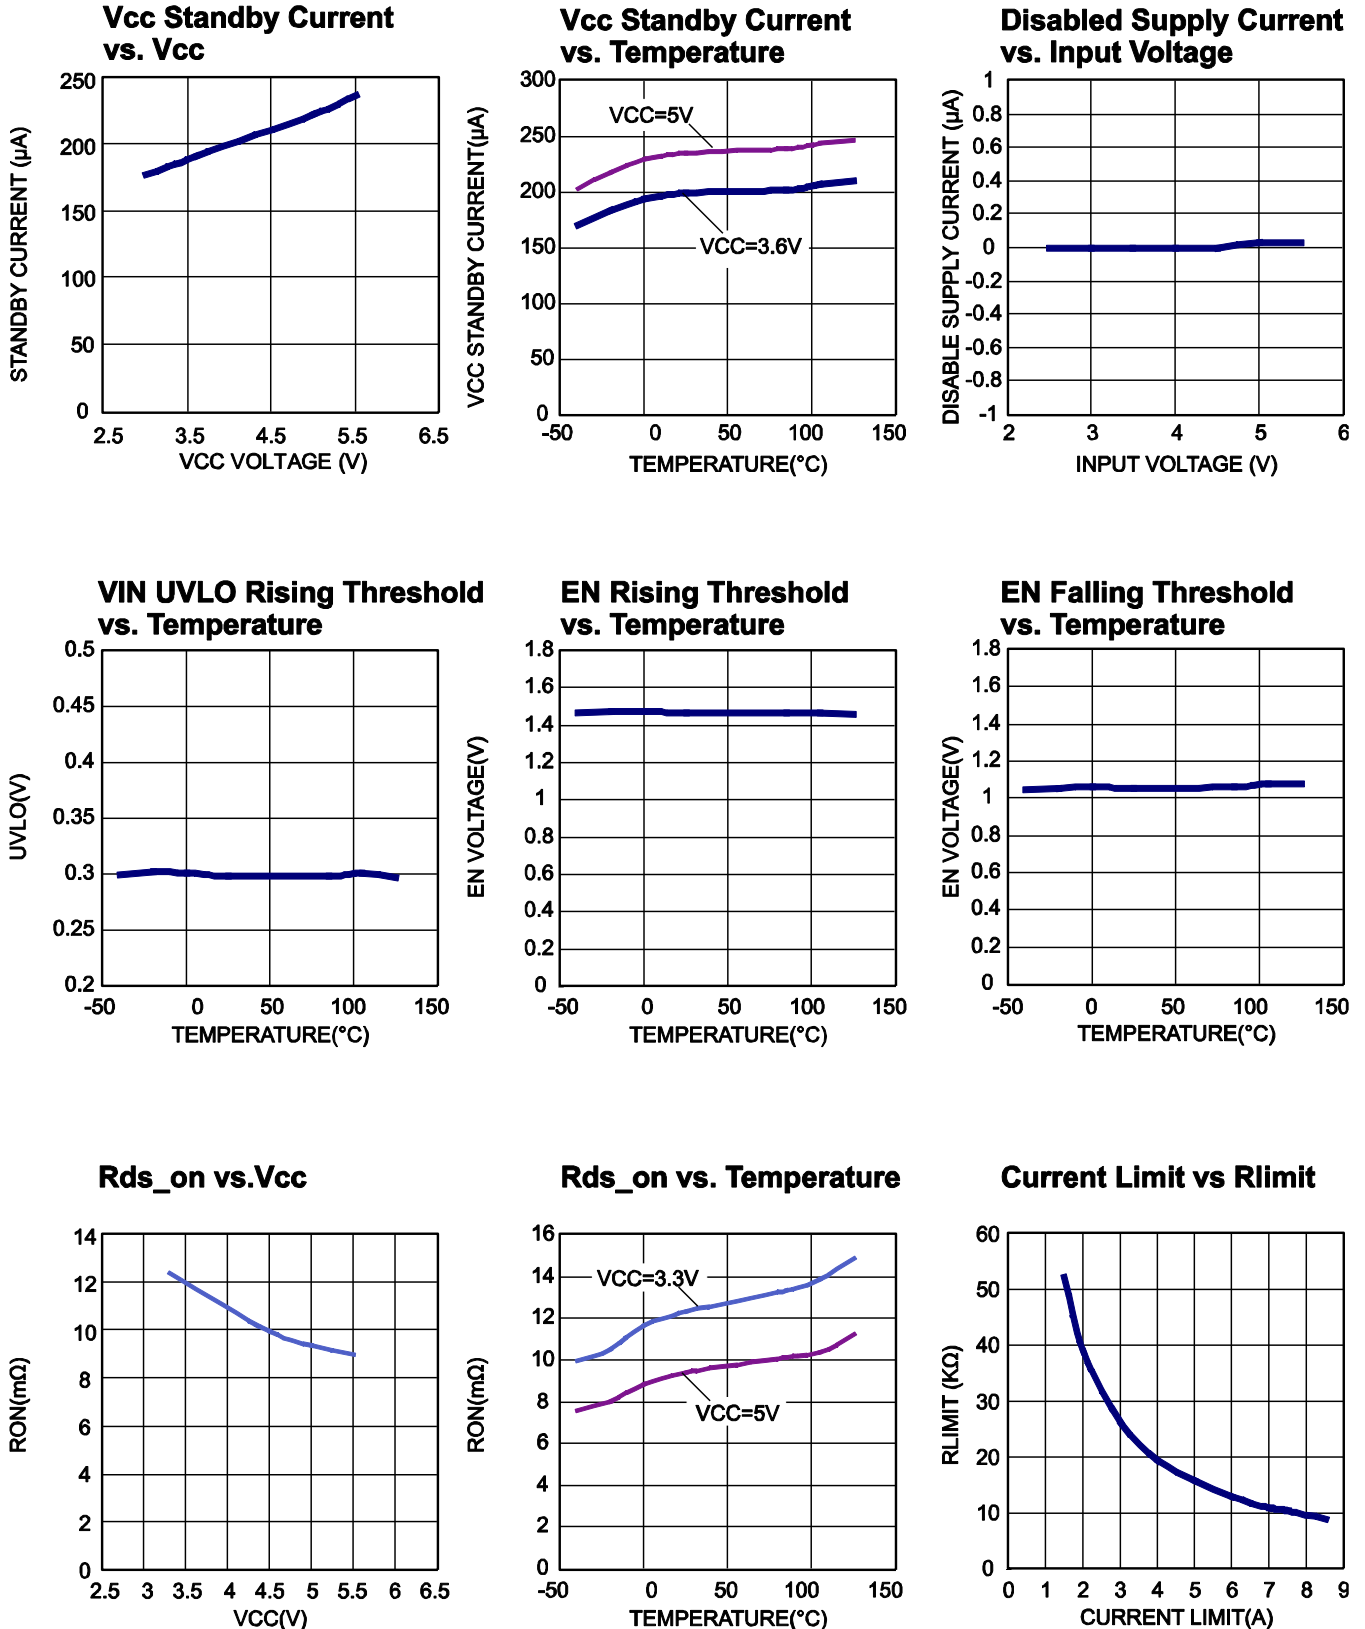 Vcc Standby Current
vs. Vcc
250
200
150
100
50
0
2.5 3.5 4.5 5.5 6.5
STANDBY CURRENT (µA)
VCC VOLTAGE (V)
Vcc Standby Current
vs. Temperature
300
250
200
150
100
50
0
-50 0 50 100 150
VCC STANDBY CURRENT(µA)
VCC=5V
VCC=3.6V
TEMPERATURE(°C)
Disabled Supply Current
vs. Input Voltage
1
0.8
0.6
0.4
0.2
0
-0.2
-0.4
-0.6
-0.8
-1
2 3 4 5 6
DISABLE SUPPLY CURRENT (µA)
INPUT VOLTAGE (V)
VIN UVLO Rising Threshold
vs. Temperature
0.5
0.45
0.4
0.35
0.3
0.25
0.2
-50 0 50 100 150
UVLO(V)
TEMPERATURE(°C)
EN Rising Threshold
vs. Temperature
1.8
1.6
1.4
1.2
1
0.8
0.6
0.4
0.2
0
-50 0 50 100 150
EN VOLTAGE(V)
TEMPERATURE(°C)
EN Falling Threshold
vs. Temperature
1.8
1.6
1.4
1.2
1
0.8
0.6
0.4
0.2
0
-50 0 50 100 150
EN VOLTAGE(V)
TEMPERATURE(°C)
Rds_on vs.Vcc
14
12
10
8
6
4
2
0
2.5 3 3.5 4 4.5 5 5.5 6 6.5
RON(mΩ)
VCC(V)
Rds_on vs. Temperature
16
14
12
10
8
6
4
2
0
-50 0 50 100 150
RON(mΩ)
VCC=3.3V
VCC=5V
TEMPERATURE(°C)
Current Limit vs Rlimit
60
50
40
30
20
10
0
0 1 2 3 4 5 6 7 8 9
RLIMIT (KΩ)
CURRENT LIMIT(A)